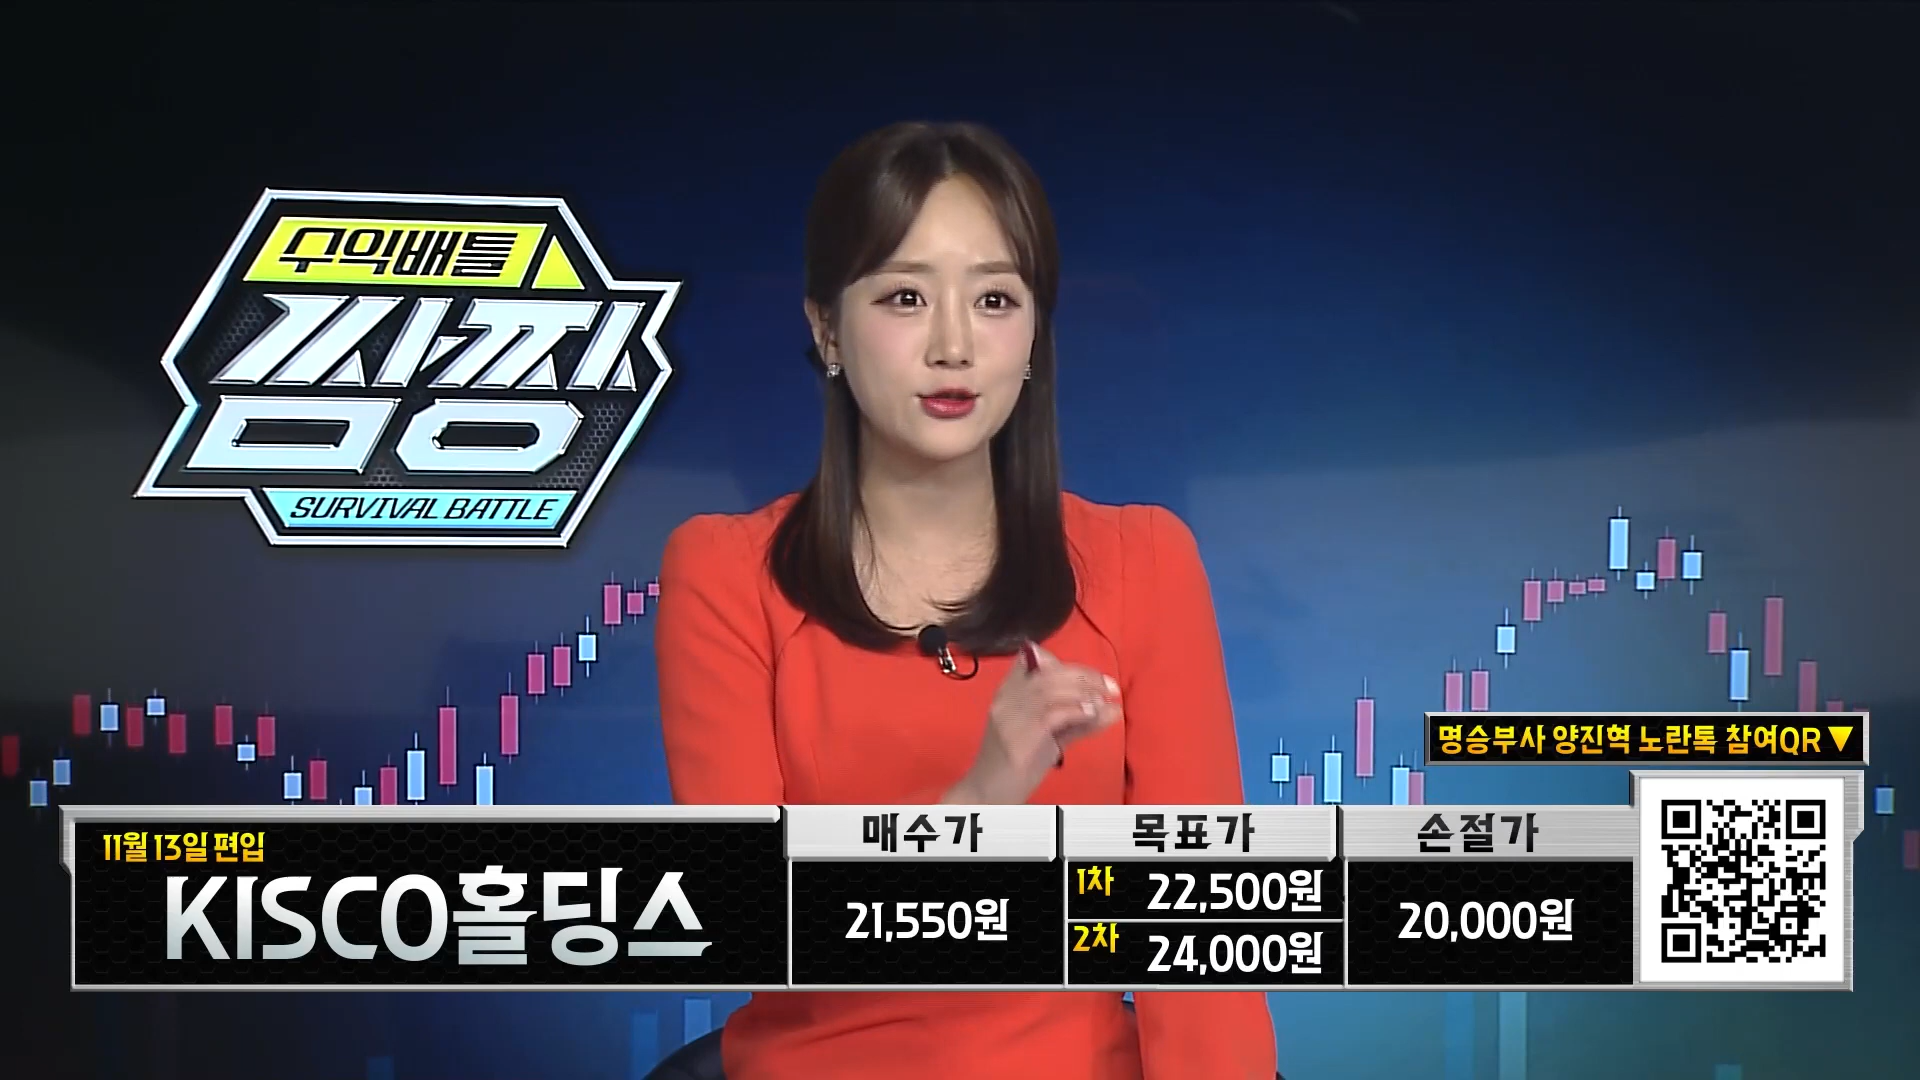 수익배틀
찜찡
SURVIVAL BATTLE
명승부사 양진혁 노란톡 참여QR▼
11월 13일 편입
KISCO홀딩스
매수가
21,550원
목표가
1차 22,500원
2차 24,000원
손절가
20,000원